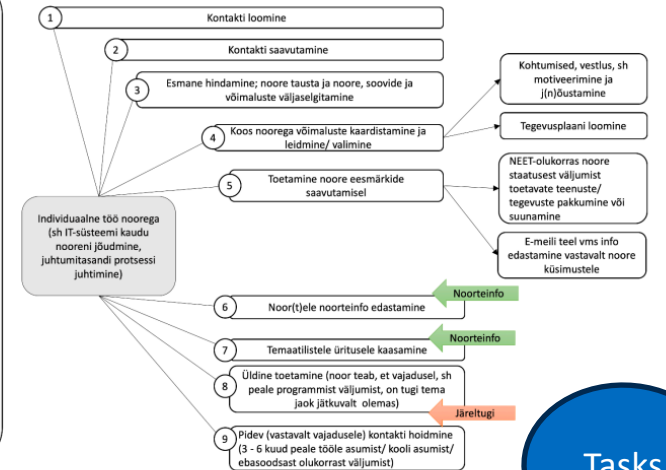 1
Kontakti loomine
2
Kontakti saavutamine
3
Esmane hindamine; noore tausta ja noore, soovide ja
võimaluste väljaselgitamine
4
Koos noorega võimaluste kaardistamine ja
leidmine/ valimine
Kohtumised, vestlus, sh
motiveerimine ja
j(n)õustamine
Tegevusplaani loomine
5
Toetamine noore eesmärkide
saavutamisel
NEET-olukorras noore
staatusest väljumist
toetavate teenuste/
tegevuste pakkumine või
suunamine
E-meili teel vms info
edastamine vastavalt noore
küsimustele
Individuaalne töö noorega
(sh IT-süsteemi kaudu
nooreni jõudmine,
juhtumitasandi protsessi
juhtimine)
Noorteinfo
6
Noor(t)ele noorteinfo edastamine
Noorteinfo
7
Temaatilistele üritusele kaasamine
8
Üldine toetamine (noor teab, et vajadusel, sh
peale programmist väljumist, on tugi tema
jaok jätkuvalt olemas)
Järeltugi
9
Pidev (vastavalt vajadusele) kontakti hoidmine
(3 - 6 kuud peale tööle asumist/ kooli asumist/
ebasoodsast olukorrast väljumist)
Tasks